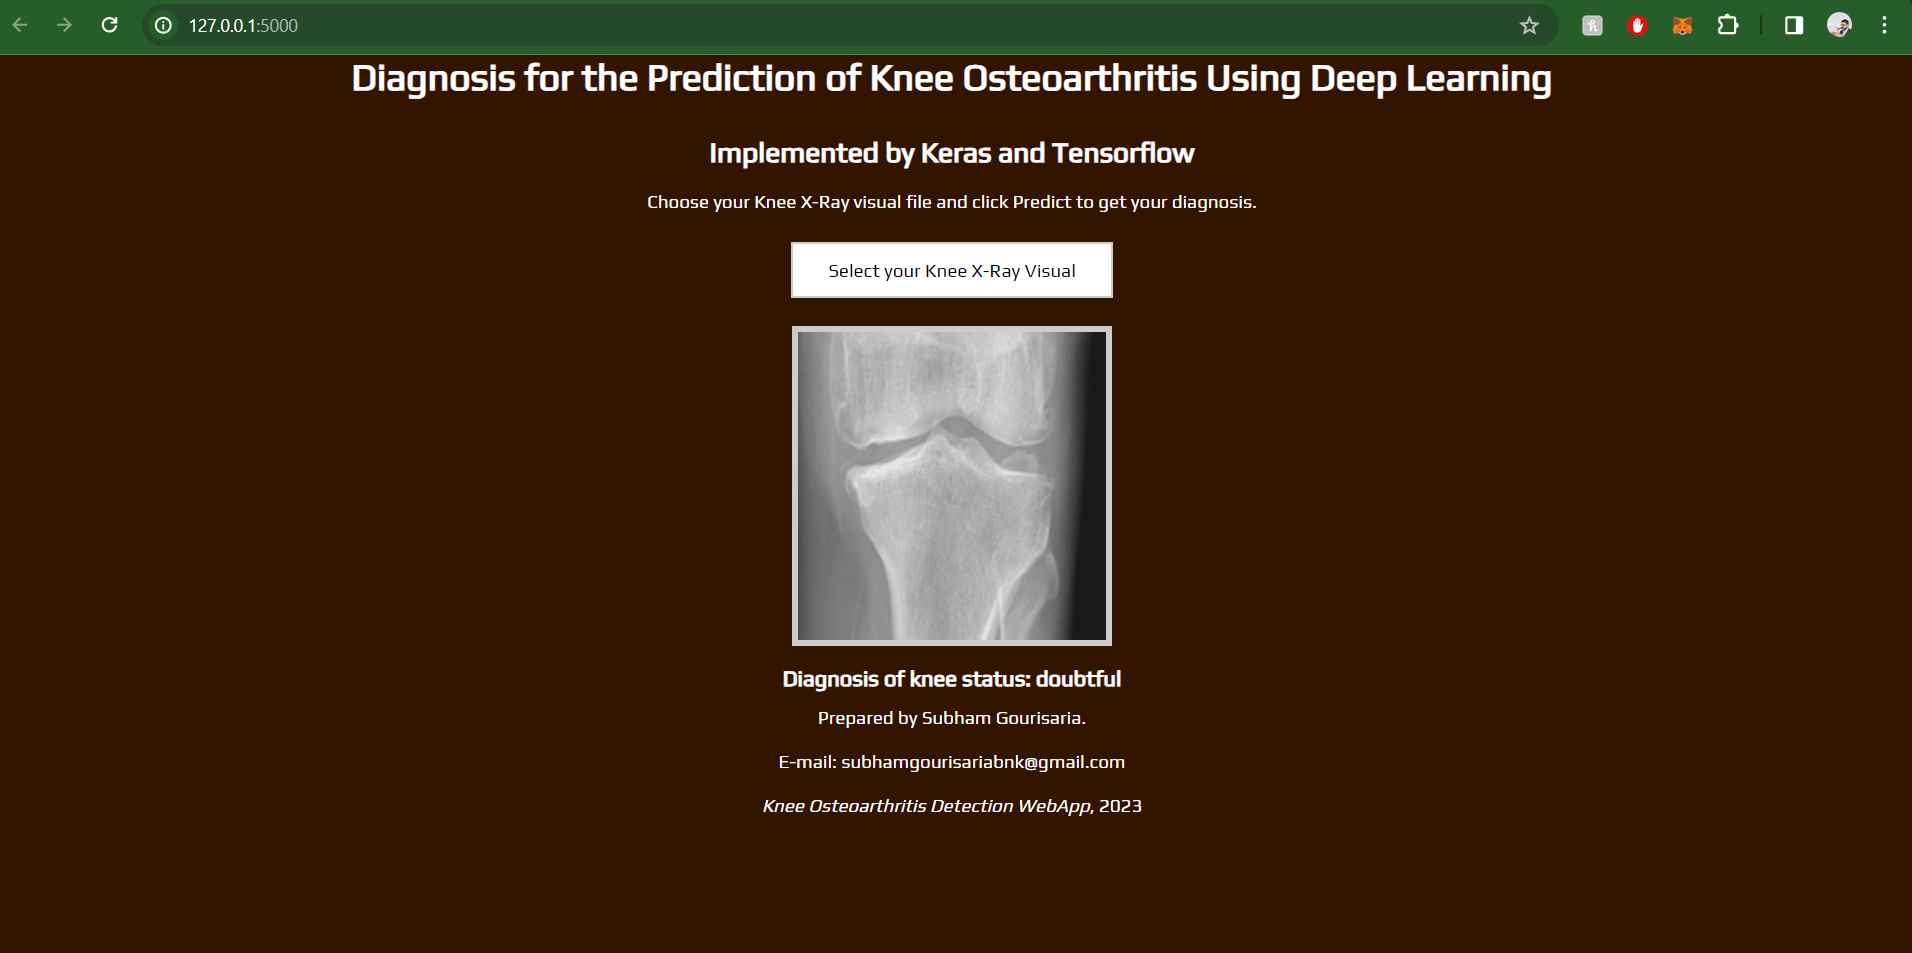 127.0.0.1:5000
Diagnosis for the Prediction of Knee Osteoarthritis Using Deep Learning
Implemented by Keras and Tensorflow
Choose your Knee X-Ray visual file and click Predict to get your diagnosis.
Select your Knee X-Ray Visual
Diagnosis of knee status: doubtful
Prepared by Subham Gourisaria.
E-mail: subhamgourisariabnk@gmail.com
Knee Osteoarthritis Detection WebApp, 2023